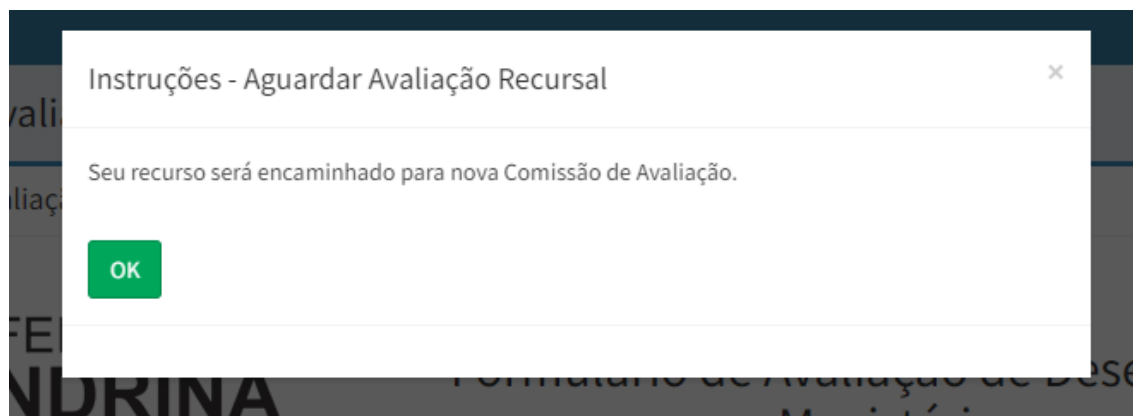 Instruções - Aguardar Avaliação Recursal ×
Seu recurso será encaminhado para nova Comissão de Avaliação.
OK